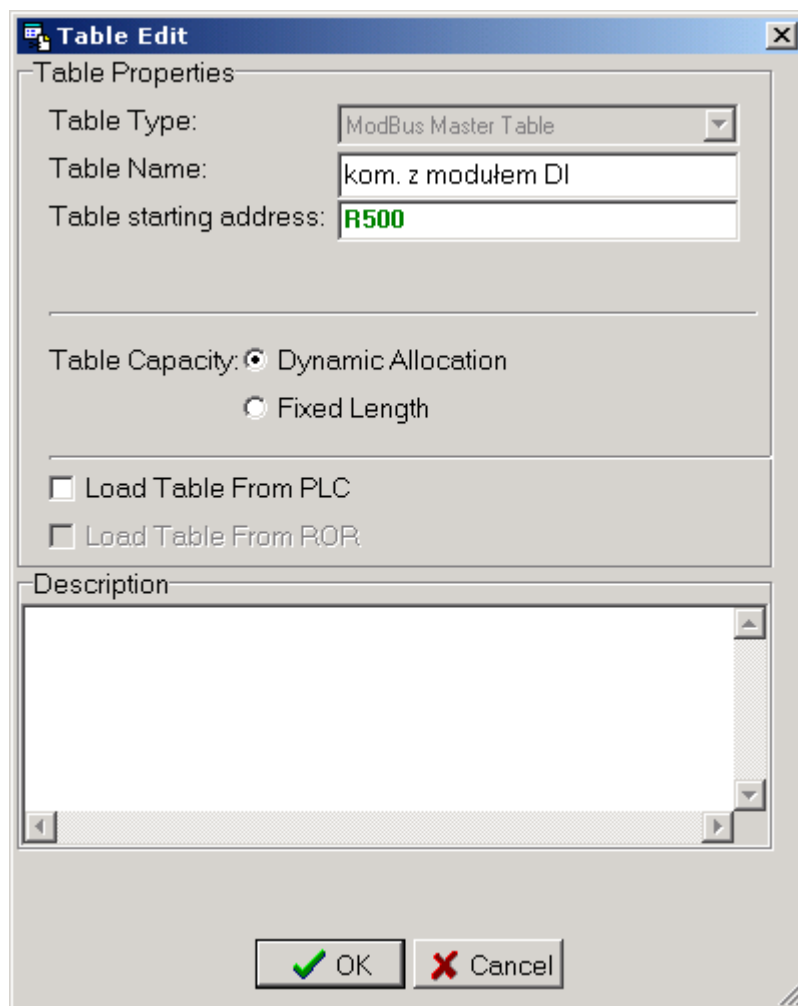 Table Edit
Table Properties
Table Type: ModBus Master Table
Table Name: kom. z modułem DI
Table starting address: R500
Table Capacity: Dynamic Allocation
Fixed Length
Load Table From PLC
Load Table From ROR
Description
OK Cancel